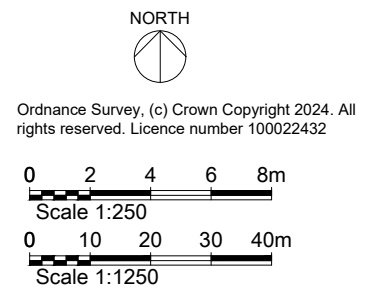 NORTH
Ordnance Survey, (c) Crown Copyright 2024. All
rights reserved. Licence number 100022432
0 2 4 6 8m
Scale 1:250
0 10 20 30 40m
Scale 1:1250